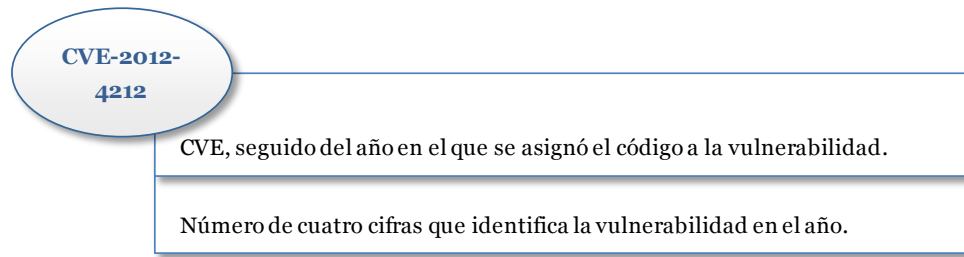 CVE-2012-
4212
CVE, seguido del año en el que se asignó el código a la vulnerabilidad.
Número de cuatro cifras que identifica la vulnerabilidad en el año.